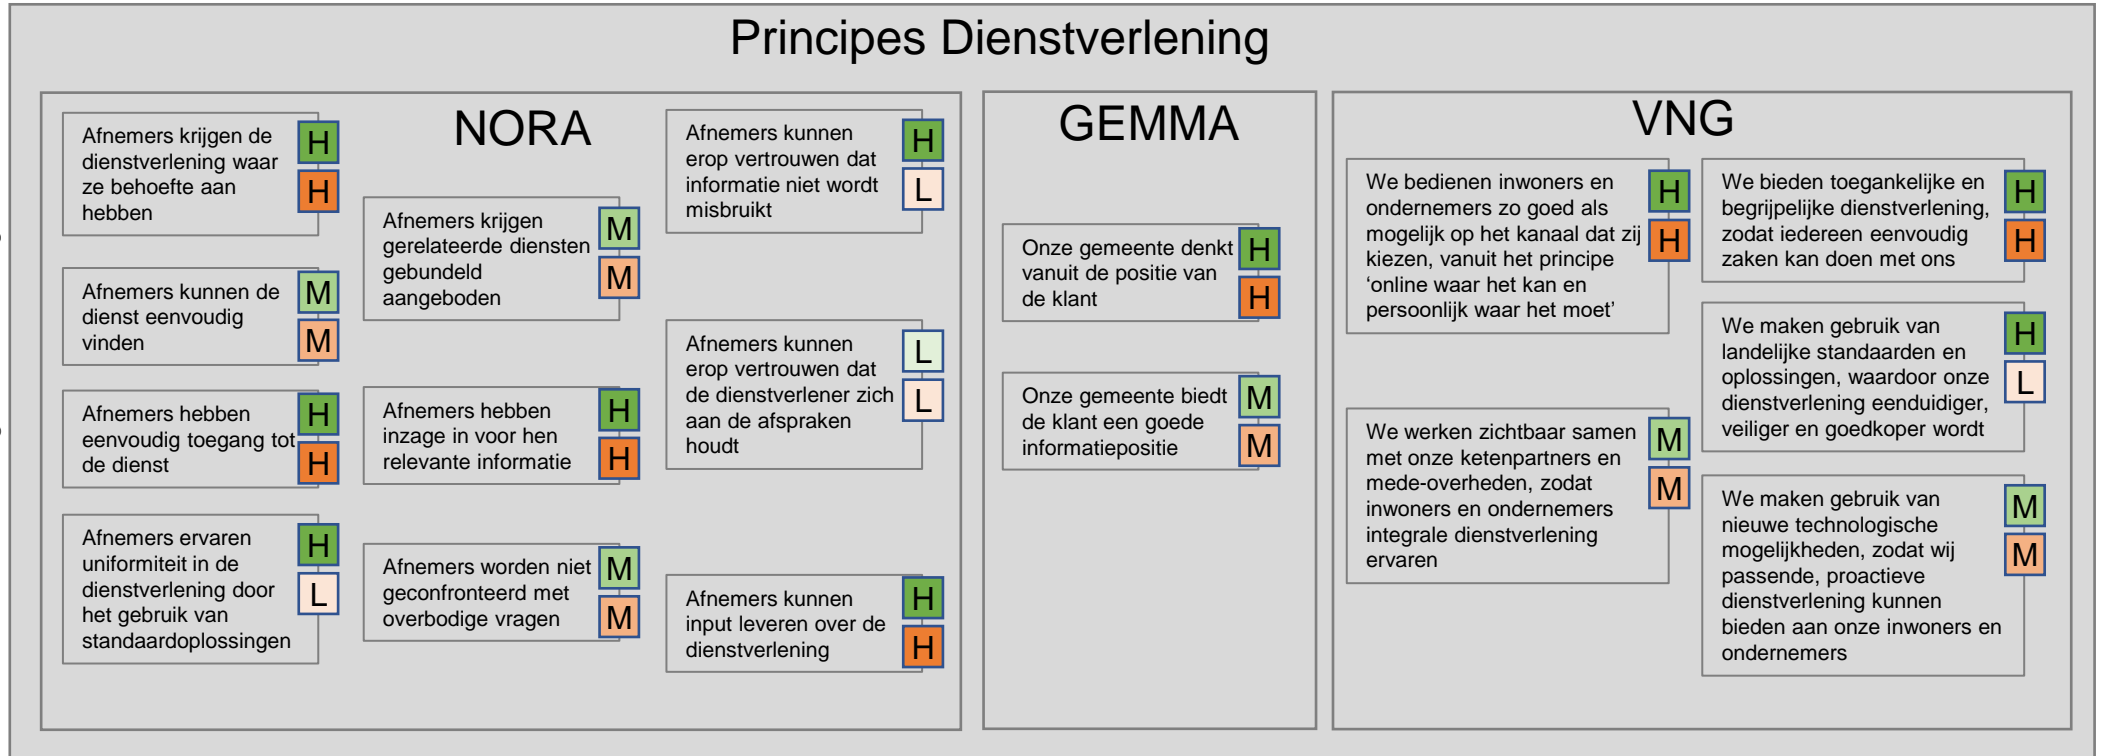 Principes Dienstverlening
NORA
Afnemers krijgen de
dienstverlening waar
ze behoefte aan
hebben
H
H
Afnemers kunnen de
dienst eenvoudig
vinden
M
M
Afnemers hebben
eenvoudig toegang tot
de dienst
H
H
Afnemers ervaren
uniformiteit in de
dienstverlening door
het gebruik van
standaardoplossingen
H
L
Afnemers krijgen
gerelateerde diensten
gebundeld
aangeboden
M
M
Afnemers hebben
inzage in voor hen
relevante informatie
H
H
Afnemers worden niet
geconfronteerd met
overbodige vragen
M
M
Afnemers kunnen
erop vertrouwen dat
informatie niet wordt
misbruikt
H
L
Afnemers kunnen
erop vertrouwen dat
de dienstverlener zich
aan de afspraken
houdt
L
L
Afnemers kunnen
input leveren over de
dienstverlening
H
H
GEMMA
Onze gemeente denkt
vanuit de positie van
de klant
H
H
Onze gemeente biedt
de klant een goede
informatiepositie
M
M
VNG
We bedienen inwoners en
ondernemers zo goed als
mogelijk op het kanaal dat zij
kiezen, vanuit het principe
‘online waar het kan en
persoonlijk waar het moet’
H
H
We werken zichtbaar samen
met onze ketenpartners en
mede-overheden, zodat
inwoners en ondernemers
integrale dienstverlening
ervaren
M
M
We bieden toegankelijke en
begrijpelijke dienstverlening,
zodat iedereen eenvoudig
zaken kan doen met ons
H
H
We maken gebruik van
landelijke standaarden en
oplossingen, waardoor onze
dienstverlening eenduidiger,
veiliger en goedkoper wordt
H
L
We maken gebruik van
nieuwe technologische
mogelijkheden, zodat wij
passende, proactieve
dienstverlening kunnen
bieden aan onze inwoners en
ondernemers
M
M